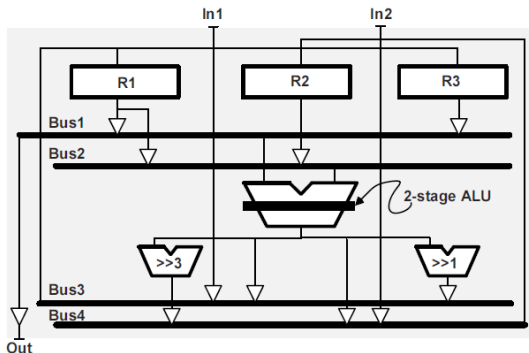 In1
In2
R1
R2
R3
Bus1
Bus2
2-stage ALU
>>3
>>1
Bus3
Bus4
Out